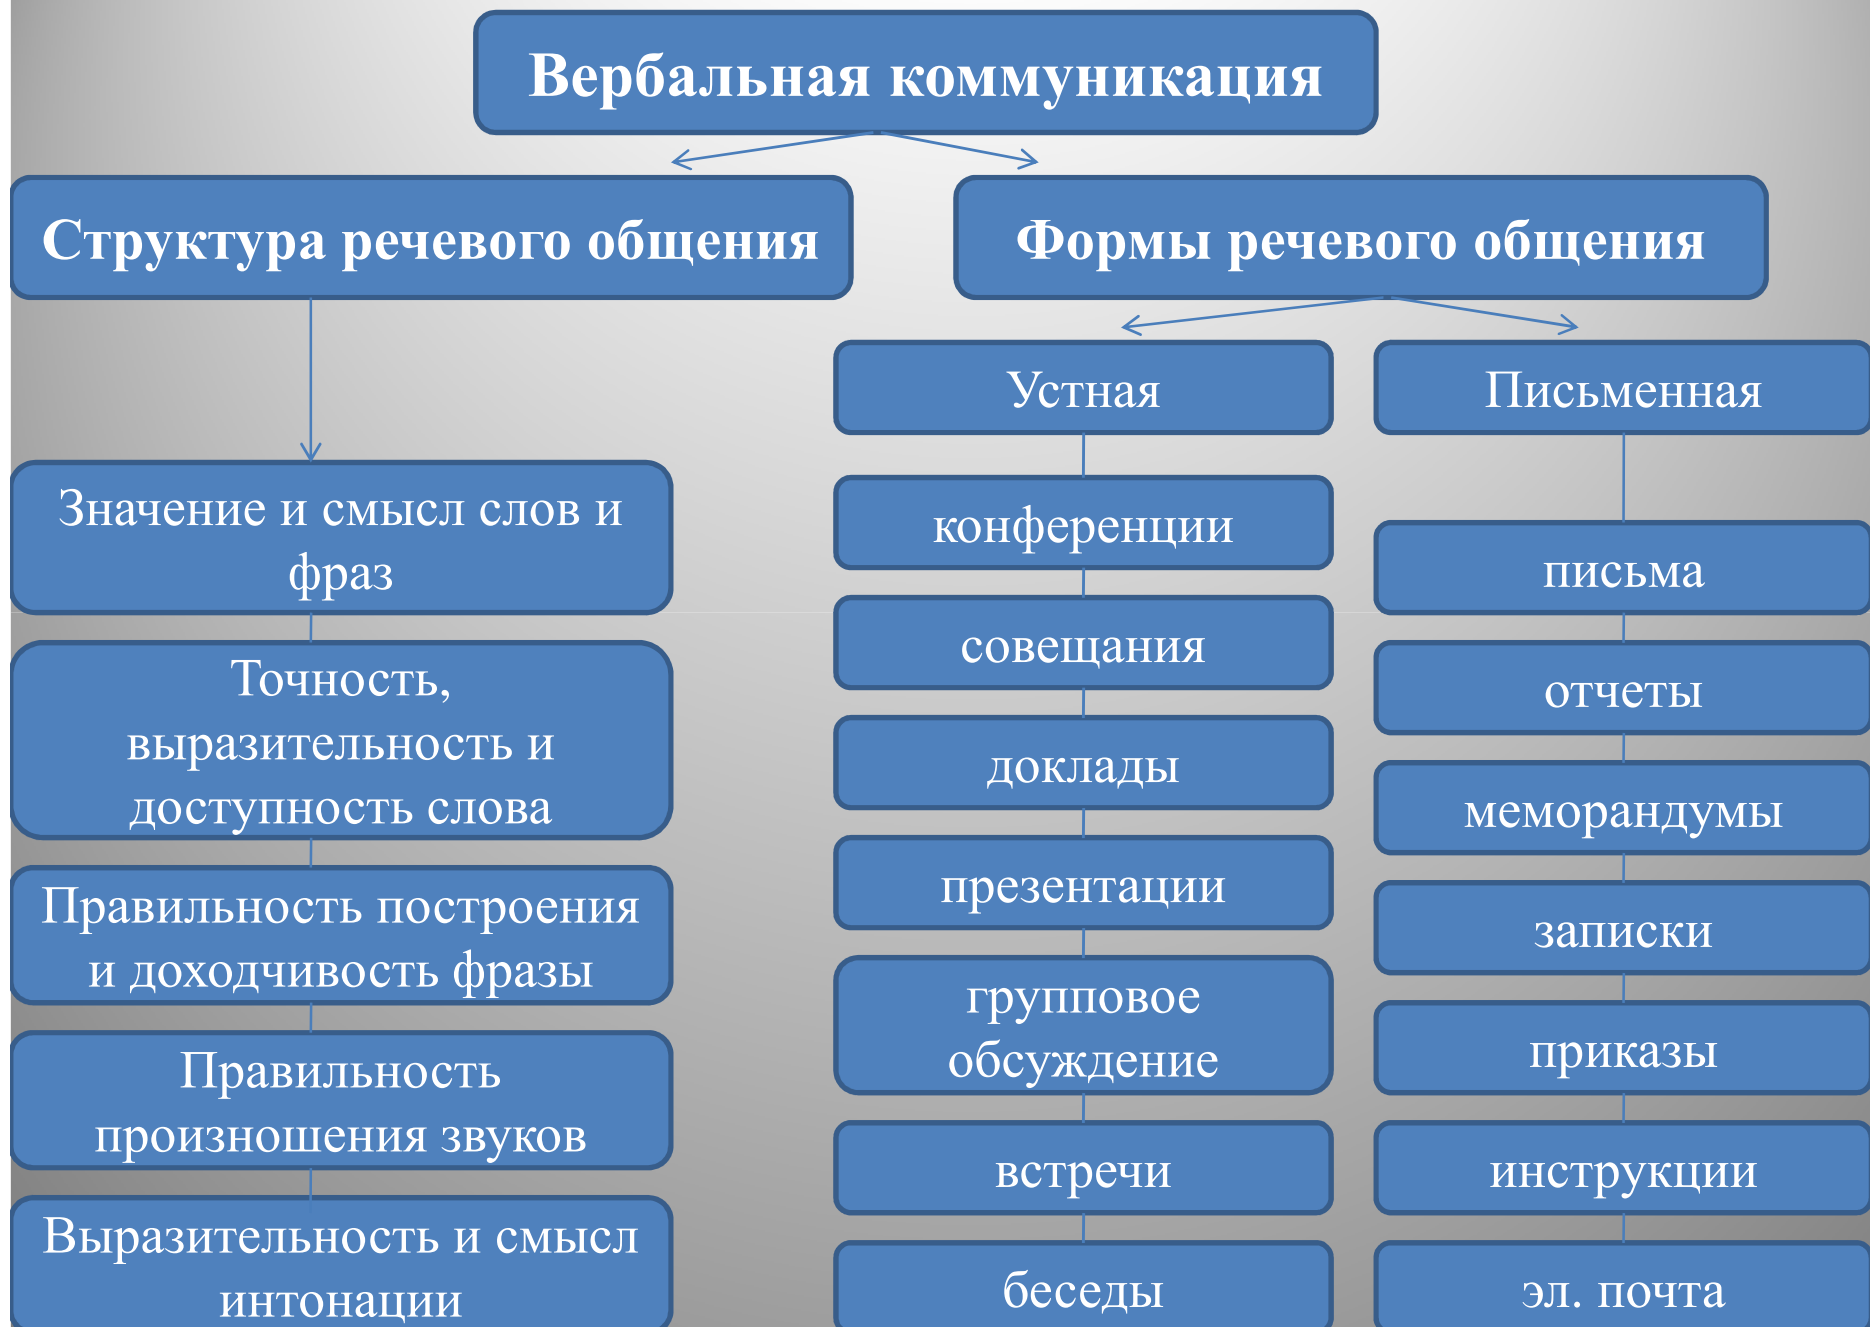 Вербальная коммуникация
Структура речевого общения
Значение и смысл слов и
фраз
Точность,
выразительность и
доступность слова
Правильность построения
и доходчивость фразы
Правильность
произношения звуков
Выразительность и смысл
интонации
Формы речевого общения
Устная
конференции
совещания
доклады
презентации
групповое
обсуждение
встречи
беседы
Письменная
письма
отчеты
меморандумы
записки
приказы
инструкции
эл. почта